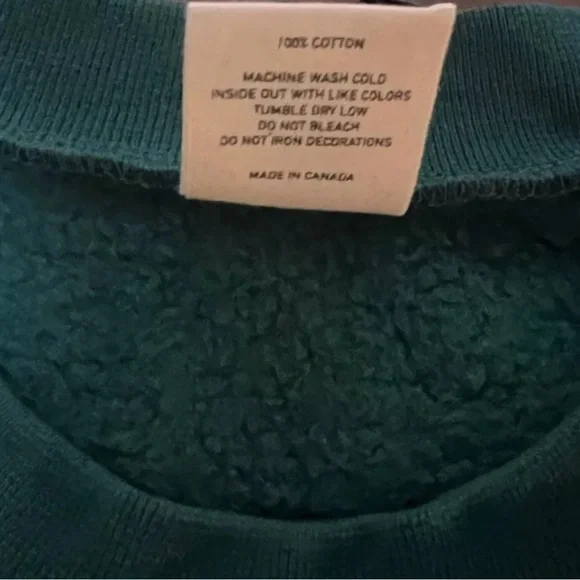 100% COTTON
MACHINE WASH COLD
INSIDE OUT WITH LIKE COLORS
TUMBLE DRY LOW
DO NOT BLEACH
DO NOT IRON DECORATIONS
MADE IN CANADA